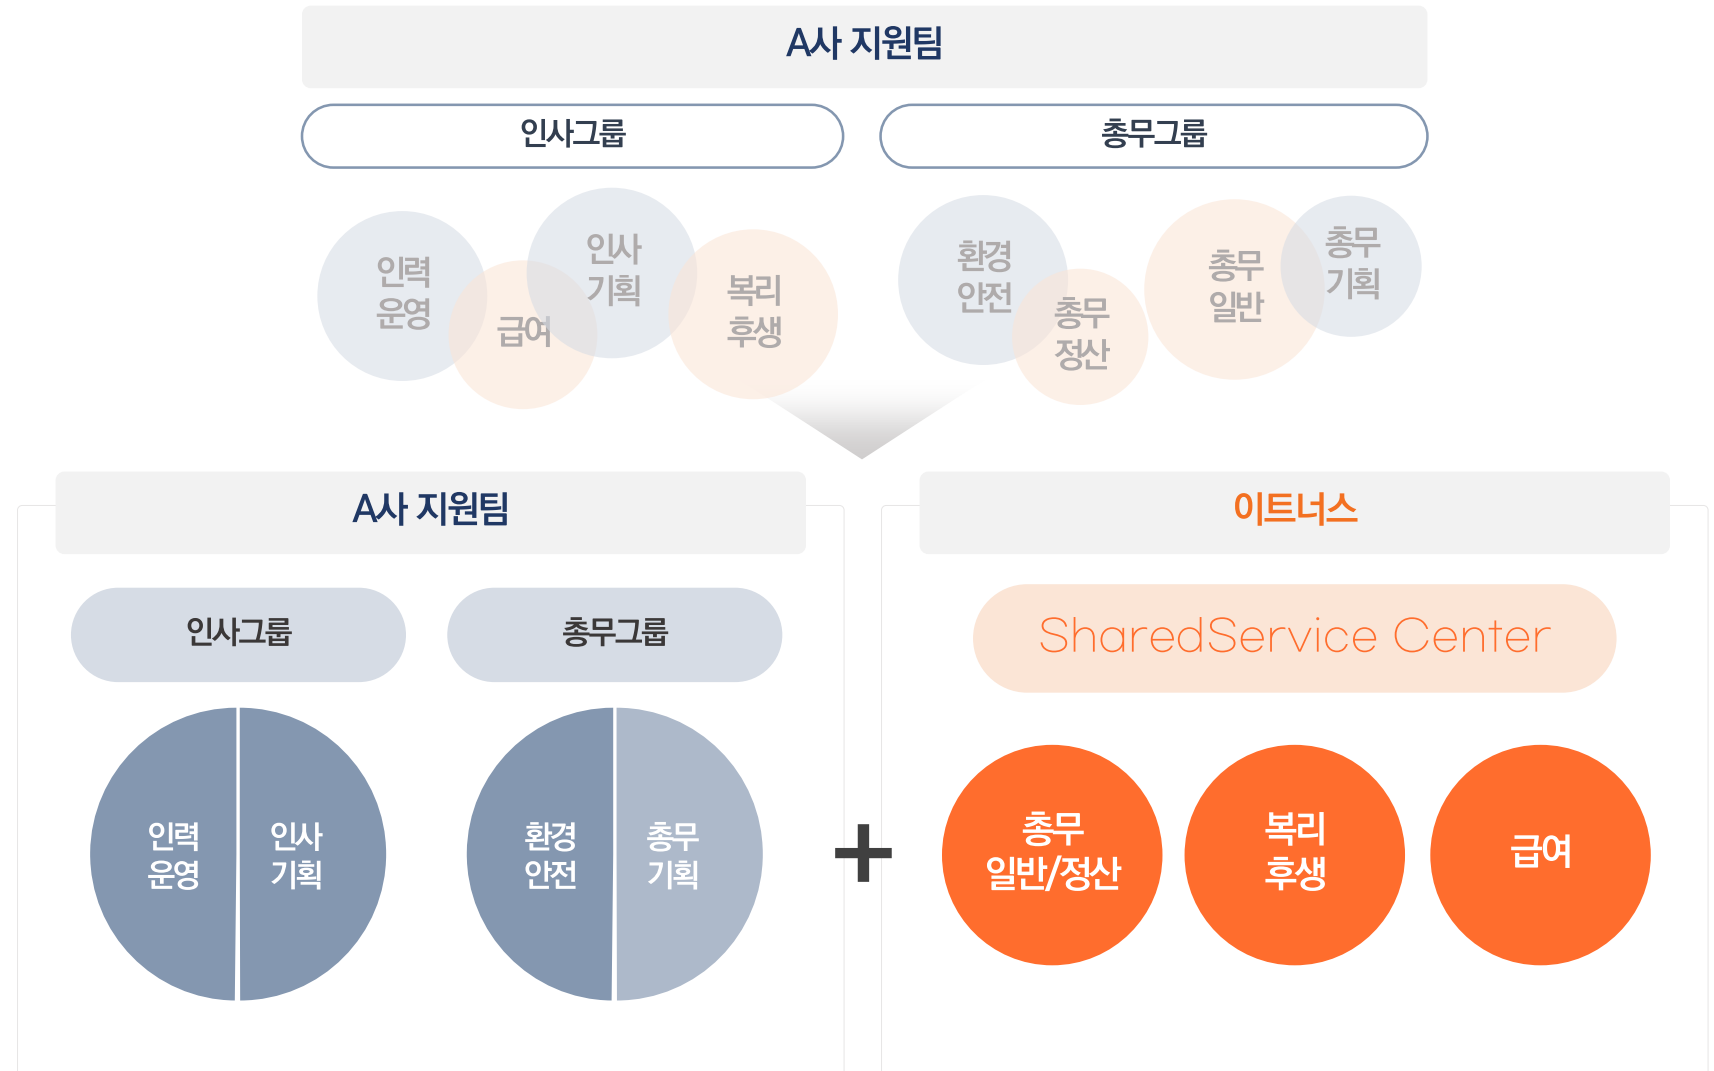 A사 지원팀
인사그룹
총무그룹
인력
운영
급여
인사
기획
복리
후생
환경
안전
총무
정산
총무
일반
총무
기획
A사 지원팀
인사그룹
총무그룹
인력
운영
인사
기획
환경
안전
총무
기획
+
이트너스
SharedService Center
총무
일반/정산
복리
후생
급여